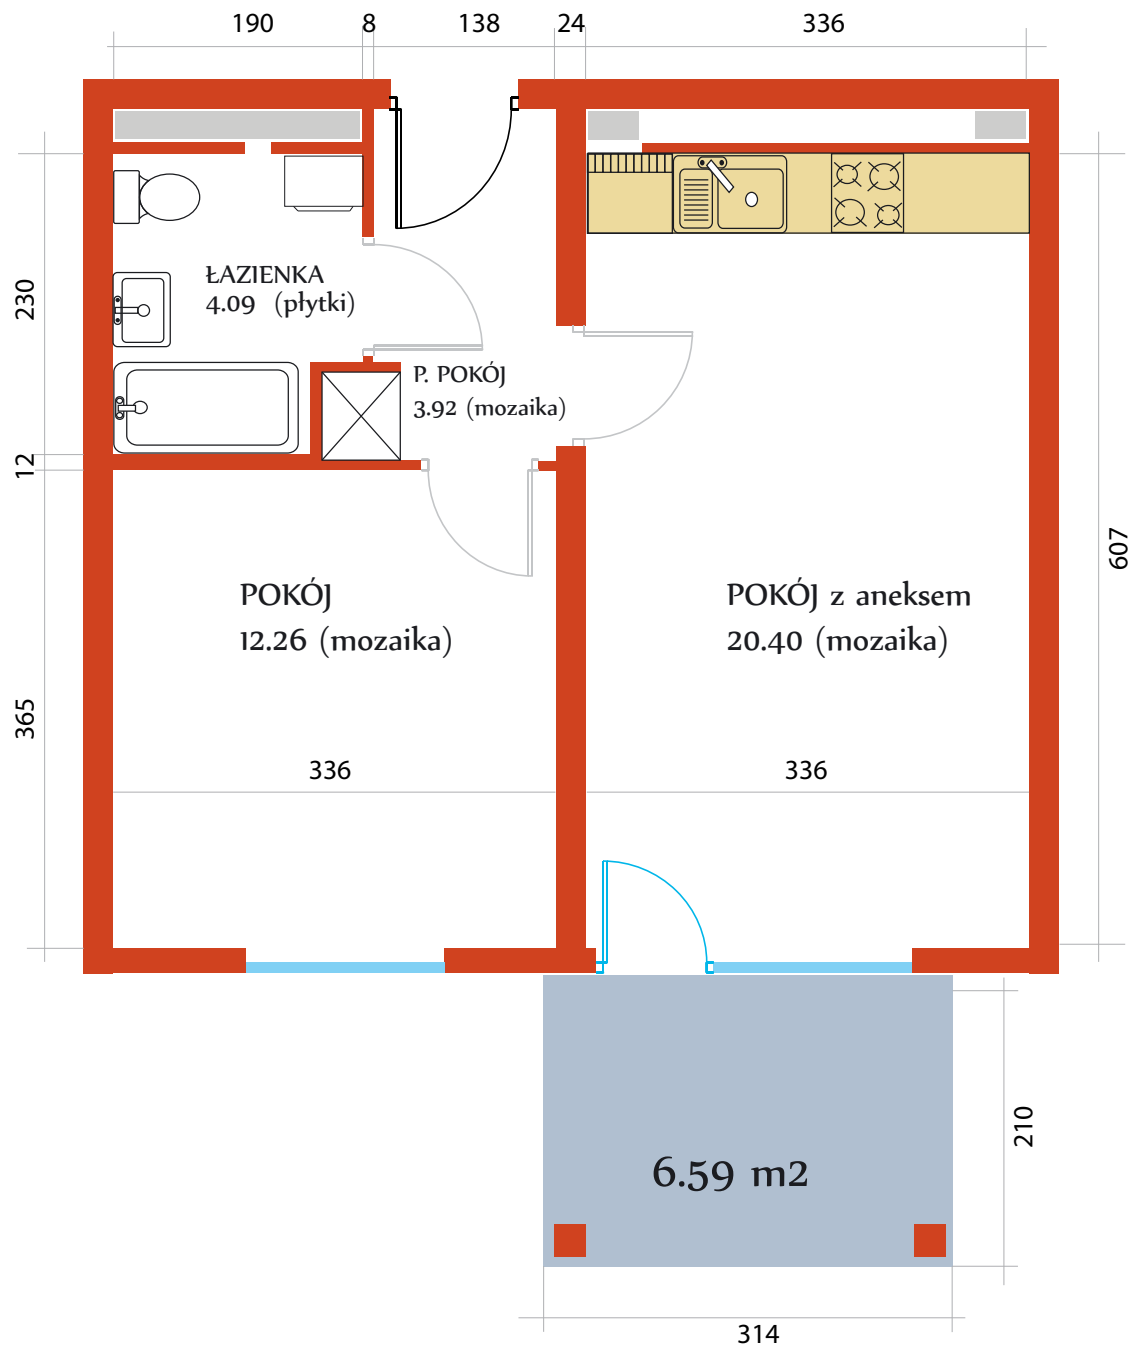 190 8 138 24 336
230
ŁAZIENKA
4.09 (płytki)
P. POKÓJ
3.92 (mozaika)
12
607
POKÓJ
12.26 (mozaika)
POKÓJ z aneksem
20.40 (mozaika)
365
336
336
210
6.59 m2
314